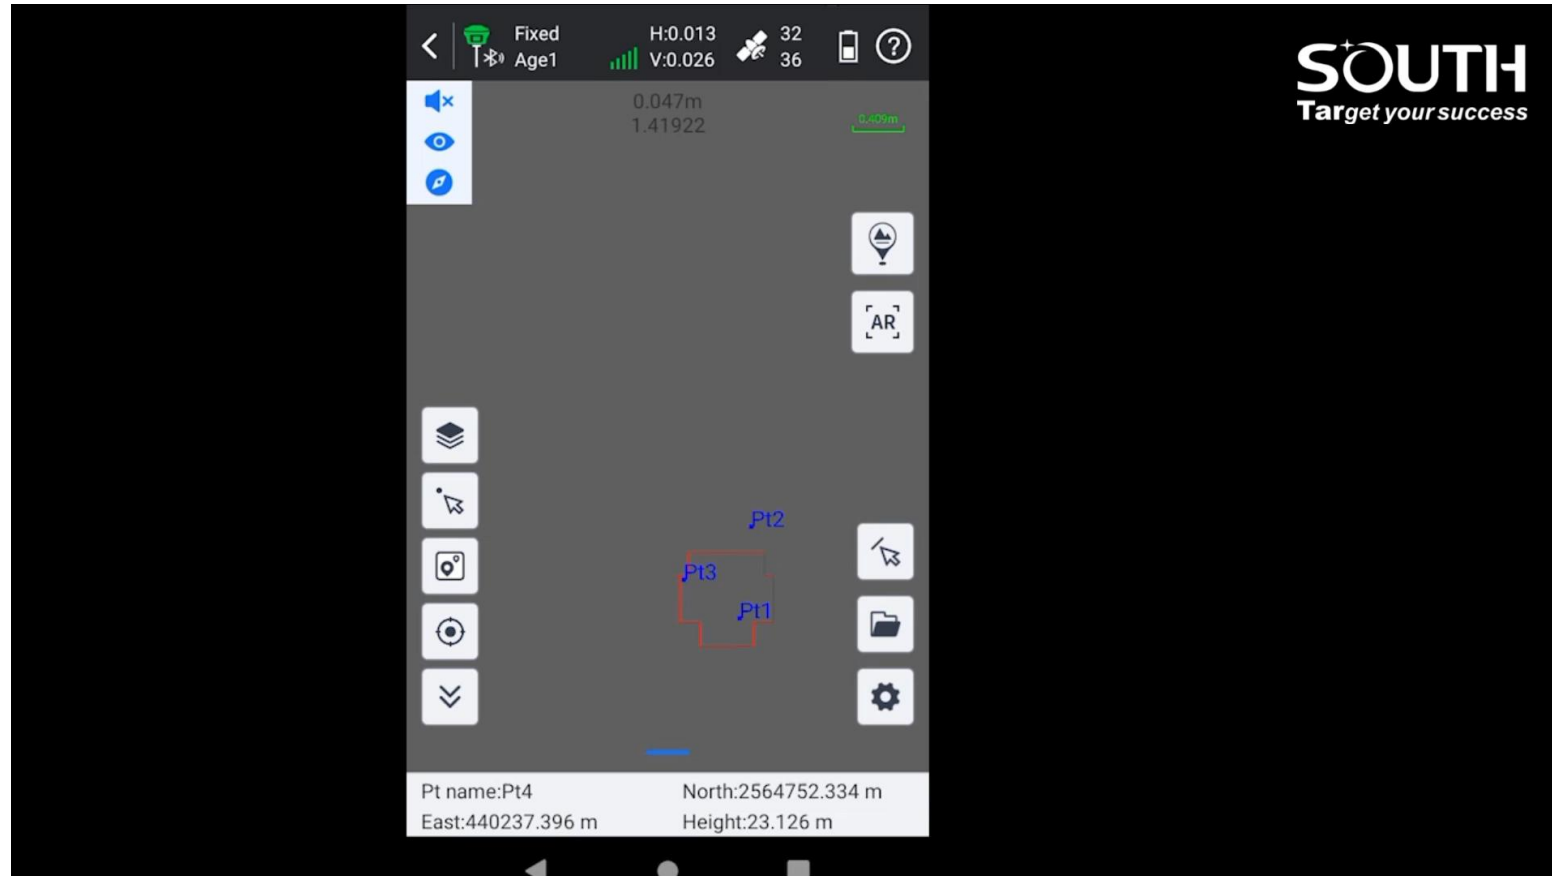 Fixed
Age1
H:0.013
V:0.026
32
36
SOUTH
Target your success
0.047m
1.41922
0.409m
AR
Pt2
Pt3
Pt1
Pt name:Pt4
North:2564752.334 m
East:440237.396 m
Height:23.126 m